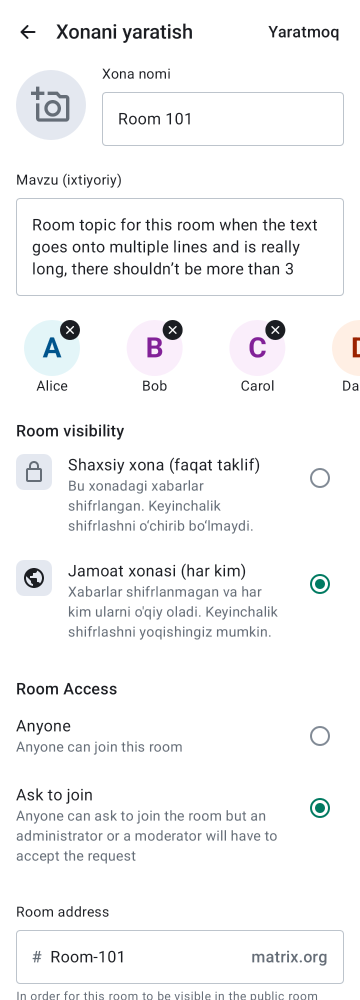 Xonani yaratish
Yaratmoq
Xona nomi
Room 101
Mavzu (ixtiyoriy)
Room topic for this room when the text
goes onto multiple lines and is really
long, there shouldn’t be more than 3
A
B
C
Alice
Bob
Carol
Da
Room visibility
Shaxsiy xona (faqat taklif)
Bu xonadagi xabarlar
shifrlangan. Keyinchalik
shifrlashni o‘chirib bo‘lmaydi.
Jamoat xonasi (har kim)
Xabarlar shifrlanmagan va har
kim ularni o'qiy oladi. Keyinchalik
shifrlashni yoqishingiz mumkin.
Room Access
Anyone
Anyone can join this room
Ask to join
Anyone can ask to join the room but an
administrator or a moderator will have to
accept the request
Room address
# Room-101 matrix.org
In order for this room to be visible in the public room